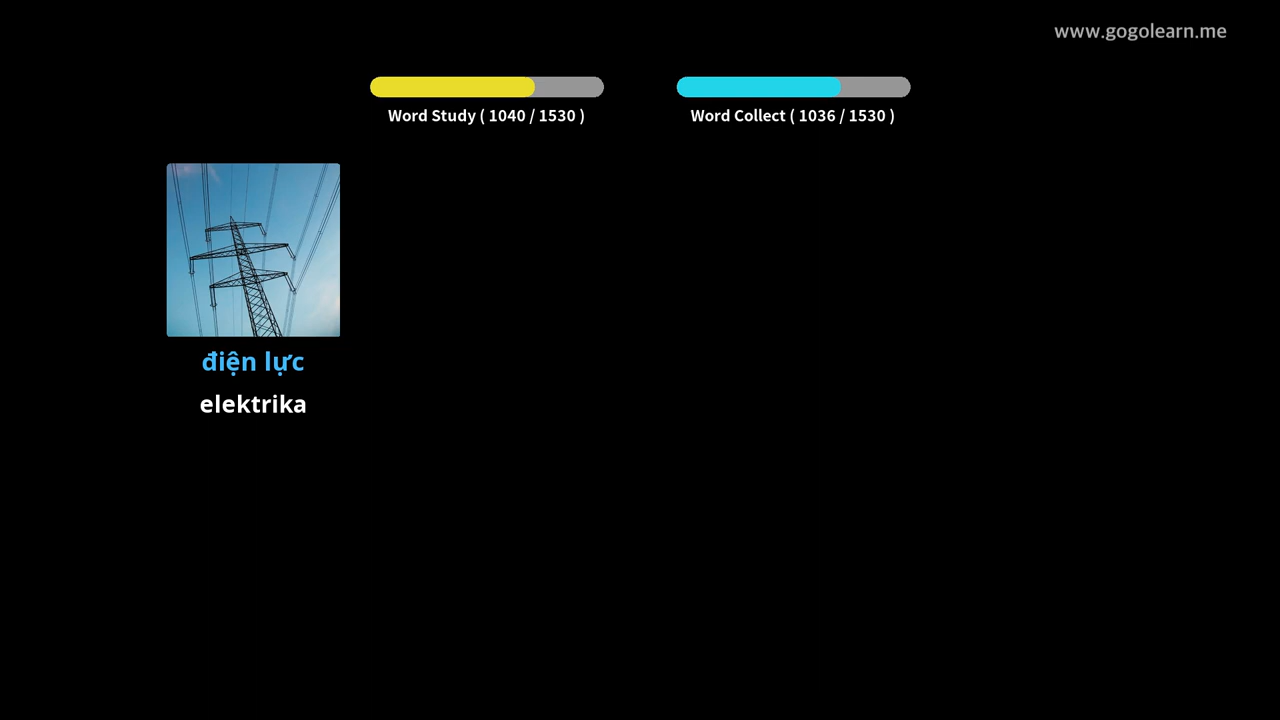 www.gogolearn.me
Word Study ( 1040 / 1530 )
Word Collect ( 1036 / 1530 )
điện lực
elektrika